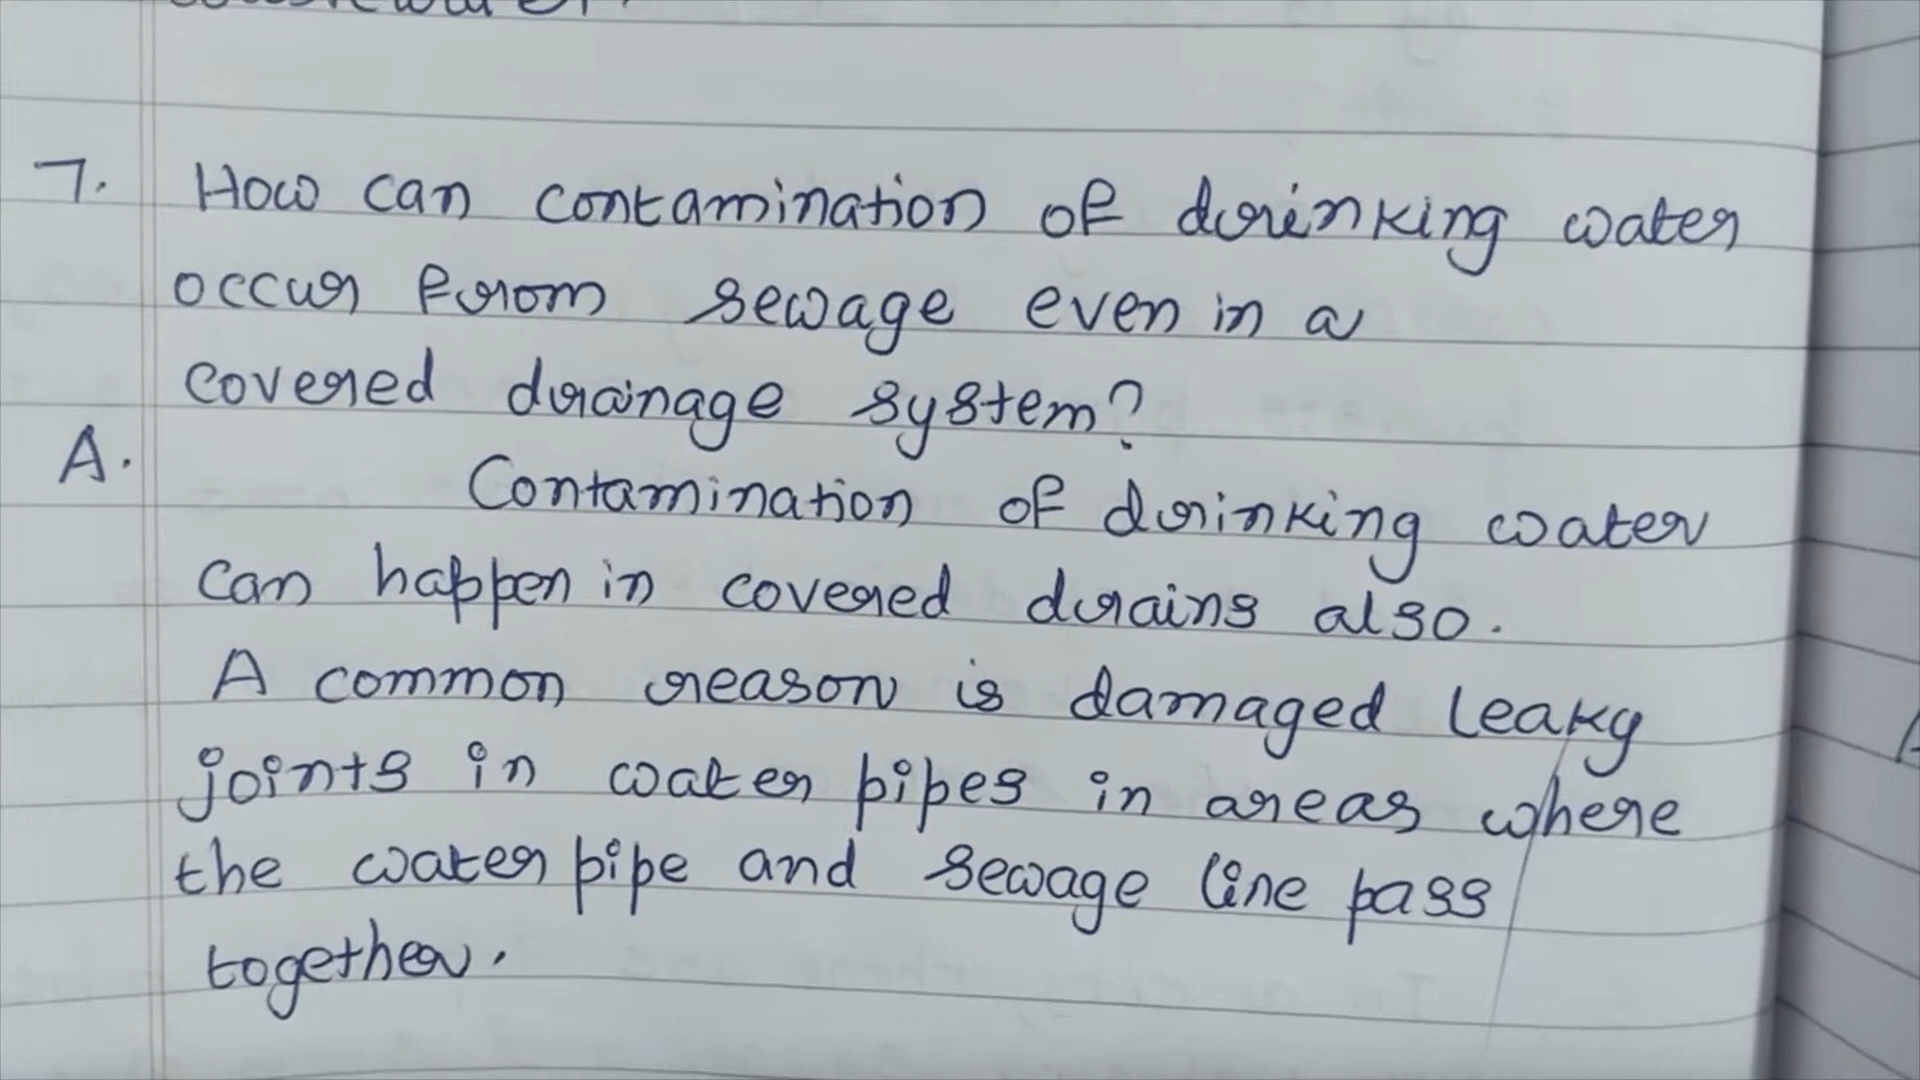 7. How can contamination of drinking water
occur from sewage even in a
covered drainage system?
A. Contamination of drinking water
can happen in covered drains also.
A common reason is damaged leaky
joints in water pipes in areas where
the water pipe and sewage line pass
together.